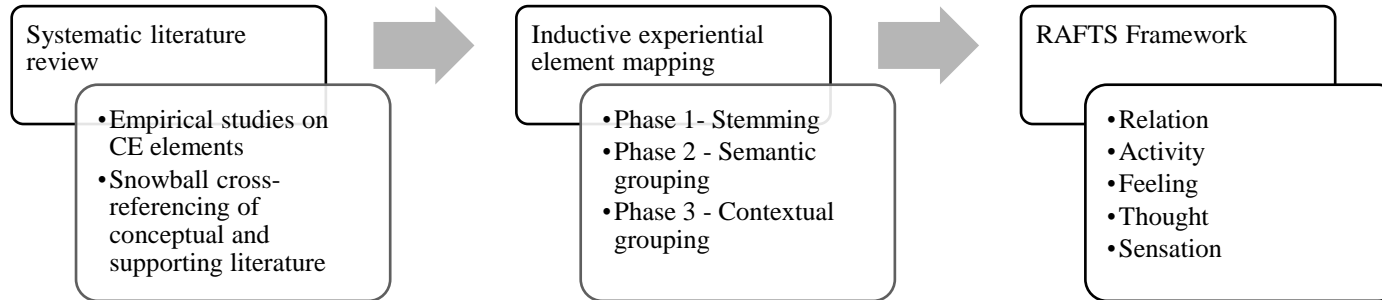 Systematic literature
review
•Empirical studies on
CE elements
•Snowball cross-
referencing of
conceptual and
supporting literature
Inductive experiential
element mapping
•Phase 1- Stemming
•Phase 2 - Semantic
grouping
•Phase 3 - Contextual
grouping
RAFTS Framework
•Relation
•Activity
•Feeling
•Thought
•Sensation